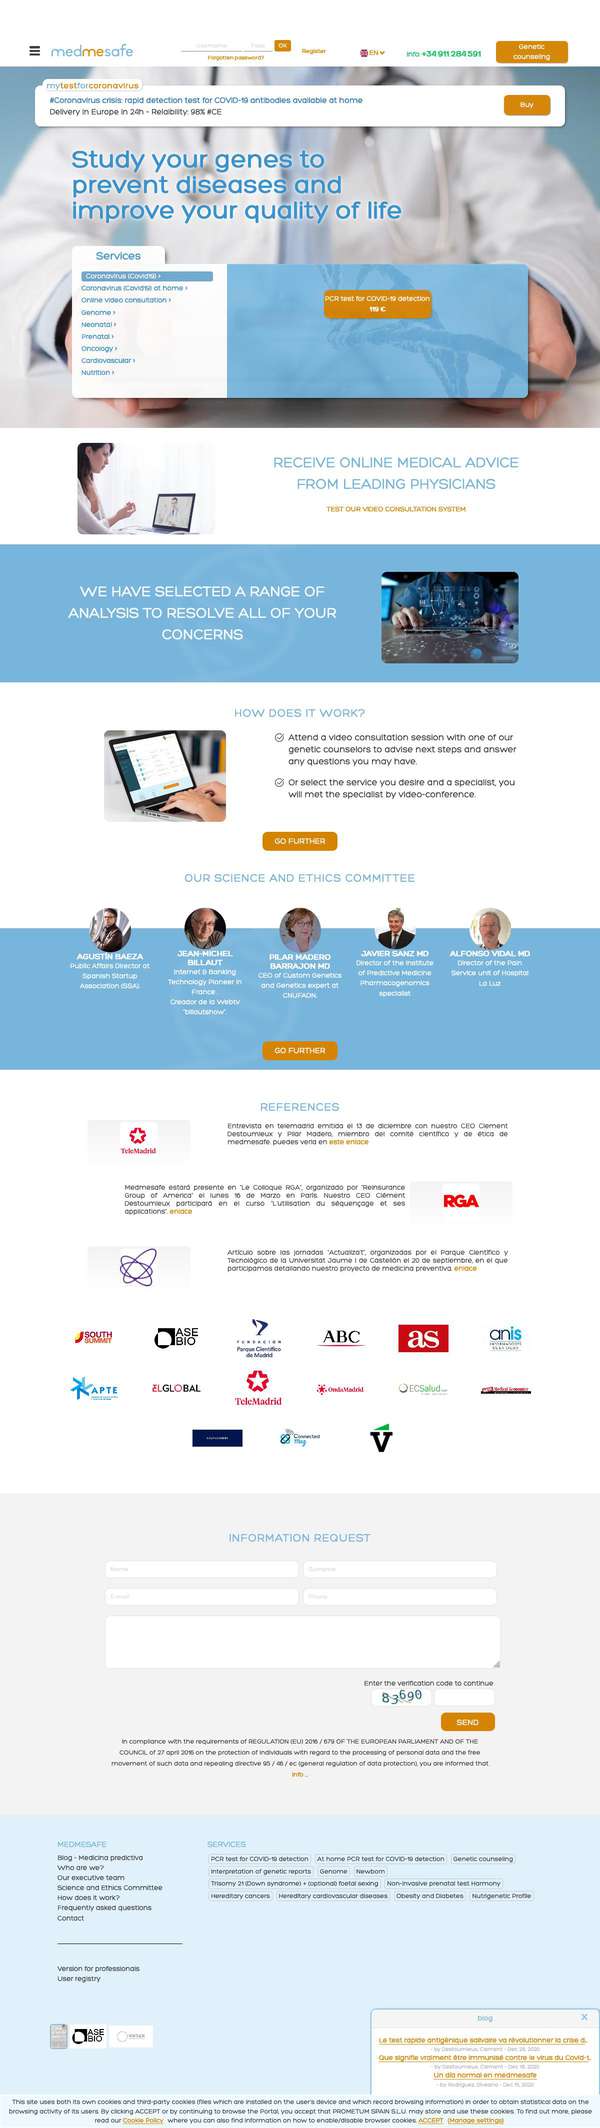 medmesafe
Username
Pass
OK
Register
Forgotten password?
EN
Info +34 911 284 591
Genetic
counseling
mytestforcoronavirus
#Coronavirus crisis: rapid detection test for COVID-19 antibodies available at home
Delivery in Europe in 24h - Relaibility: 98% #CE
Buy
Study your genes to
prevent diseases and
improve your quality of life
Services
Coronavirus (Covid19) ›
Coronavirus (Covid19) at home ›
Online video consultation ›
Genome ›
Neonatal ›
Prenatal ›
Oncology ›
Cardiovascular ›
Nutrition ›
PCR test for COVID-19 detection
119 €
RECEIVE ONLINE MEDICAL ADVICE
FROM LEADING PHYSICIANS
TEST OUR VIDEO CONSULTATION SYSTEM
WE HAVE SELECTED A RANGE OF
ANALYSIS TO RESOLVE ALL OF YOUR
CONCERNS
HOW DOES IT WORK?
Attend a video consultation session with one of our
genetic counselors to advise next steps and answer
any questions you may have.
Or select the service you desire and a specialist, you
will met the specialist by video-conference.
GO FURTHER
OUR SCIENCE AND ETHICS COMMITTEE
AGUSTÍN BAEZA
Public Affairs Director at
Spanish Startup
Association (SSA).
JEAN-MICHEL
BILLAUT
Internet & Banking
Technology Pioneer in
France
Creador de la Webtv
"billautshow".
PILAR MADERO
BARRAJON MD
CEO of Custom Genetics
and Genetics expert at
CNUFADN.
JAVIER SANZ MD
Director of the Institute
of Predictive Medicine
Pharmacogenomics
specialist
ALFONSO VIDAL MD
Director of the Pain
Service unit of Hospital
La Luz
GO FURTHER
REFERENCES
TeleMadrid
Entrevista en telemadrid emitida el 13 de diciembre con nuestro CEO Clement
Destoumieux y Pilar Madero, miembro del comité científico y de ética de
medmesafe. puedes verla en este enlace
Medmesafe estará presente en "Le Colloque RGA", organizado por "Reinsurance
Group of America" el lunes 16 de Marzo en París. Nuestro CEO Clément
Destoumieux participará en el curso "L'utilisation du séquençage et ses
applications". enlace
RGA
Artículo sobre las jornadas "Actualiza't", organizadas por el Parque Científico y
Tecnológico de la Universitat Jaume I de Castellón el 20 de septiembre, en el que
participamos detallando nuestro proyecto de medicina preventiva. enlace
SOUTH
SUMMIT
ASE
BIO
FUNDACIÓN
Parque Científico
de Madrid
ABC
as
anis
APTE
ELGLOBAL
TeleMadrid
OndaMadrid
ECSalud
Connected
Mag
V
INFORMATION REQUEST
Name
Surname
E-mail
Phone
Enter the verification code to continue
83690
SEND
In compliance with the requirements of REGULATION (EU) 2016 / 679 OF THE EUROPEAN PARLIAMENT AND OF THE
COUNCIL of 27 april 2016 on the protection of individuals with regard to the processing of personal data and the free
movement of such data and repealing directive 95 / 46 / ec (general regulation of data protection), you are informed that.
Info ...
MEDMESAFE
Blog - Medicina predictiva
Who are we?
Our executive team
Science and Ethics Committee
How does it work?
Frequently asked questions
Contact
Version for professionals
User registry
SERVICES
PCR test for COVID-19 detection
At home PCR test for COVID-19 detection
Genetic counseling
Interpretation of genetic reports
Genome
Newborn
Trisomy 21 (Down syndrome) + (optional) foetal sexing
Non-invasive prenatal test Harmony
Hereditary cancers
Hereditary cardiovascular diseases
Obesity and Diabetes
Nutrigenetic Profile
ASE
BIO
blog
X
Le test rapide antigénique salivaire va révolutionner la crise d.
- by Destoumieux, Clement - Dec 28, 2020
Que signifie vraiment être immunisé contre le virus du Covid-1.
- by Destoumieux, Clement - Dec 18, 2020
Un día normal en medmesafe
- by Rodriguez, Silveano - Dec 15, 2020
This site uses both its own cookies and third-party cookies (files which are installed on the user's device and which record browsing information) in order to obtain statistical data on the
browsing activity of its users. By clicking ACCEPT or by continuing to browse the Portal, you accept that PROMETUM SPAIN S.L.U. may store and use these cookies. To find out more, please
read our Cookie Policy where you can also find information on how to enable/disable browser cookies. ACCEPT (Manage settings)